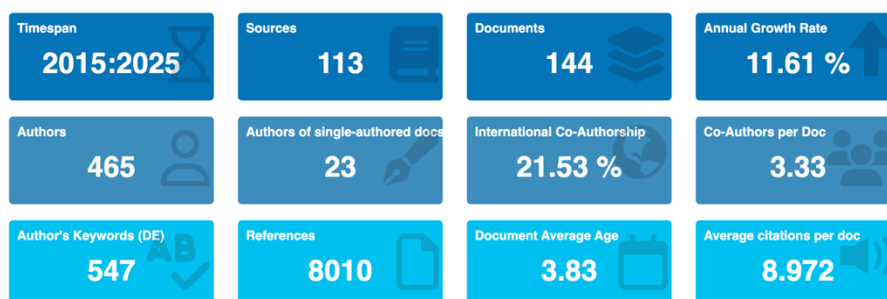 Timespan
2015:2025
Sources
113
Documents
144
Annual Growth Rate
11.61 %
Authors
465
Authors of single-authored docs
23
International Co-Authorship
21.53 %
Co-Authors per Doc
3.33
Author's Keywords (DE)
547
AB
References
8010
Document Average Age
3.83
Average citations per doc
8.972